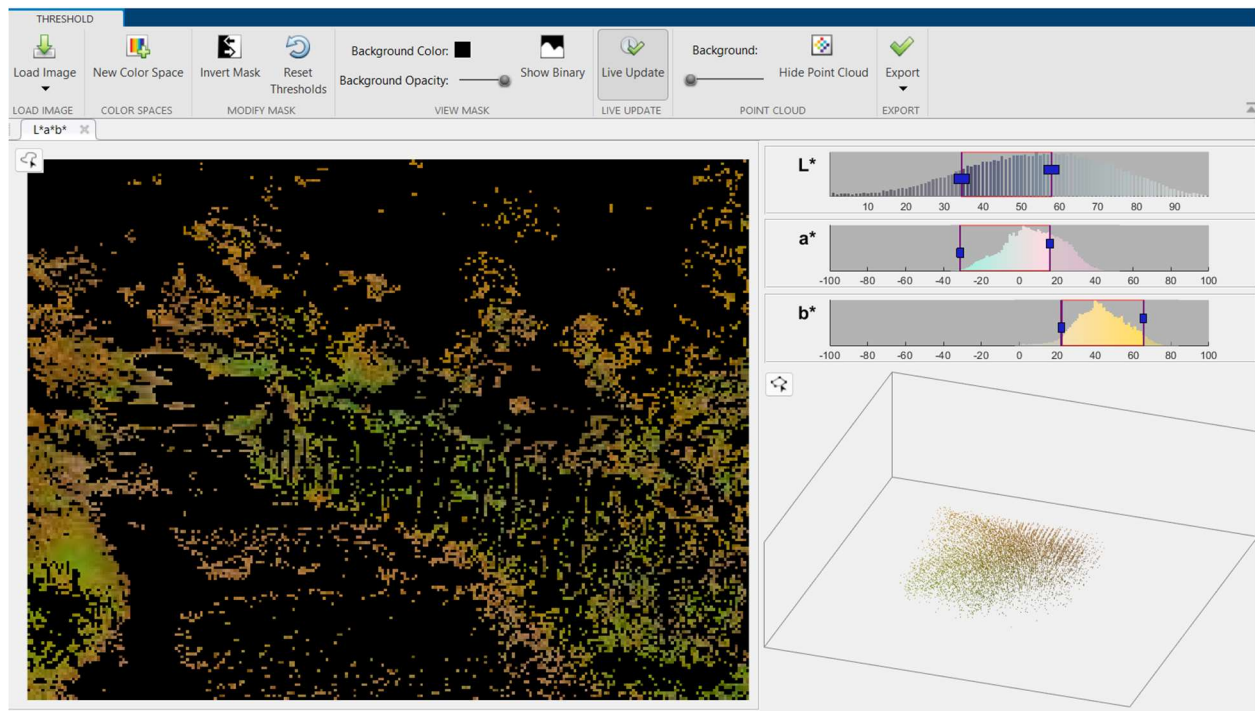 THRESHOLD
Load Image
New Color Space
Invert Mask
Reset
Thresholds
Background Color:
Background Opacity:
Show Binary
Live Update
Background:
Hide Point Cloud
Export
LOAD IMAGE
COLOR SPACES
MODIFY MASK
VIEW MASK
LIVE UPDATE
POINT CLOUD
EXPORT
L*a*b*
L*
10 20 30 40 50 60 70 80 90
a*
-100 -80 -60 -40 -20 0 20 40 60 80 100
b*
-100 -80 -60 -40 -20 0 20 40 60 80 100